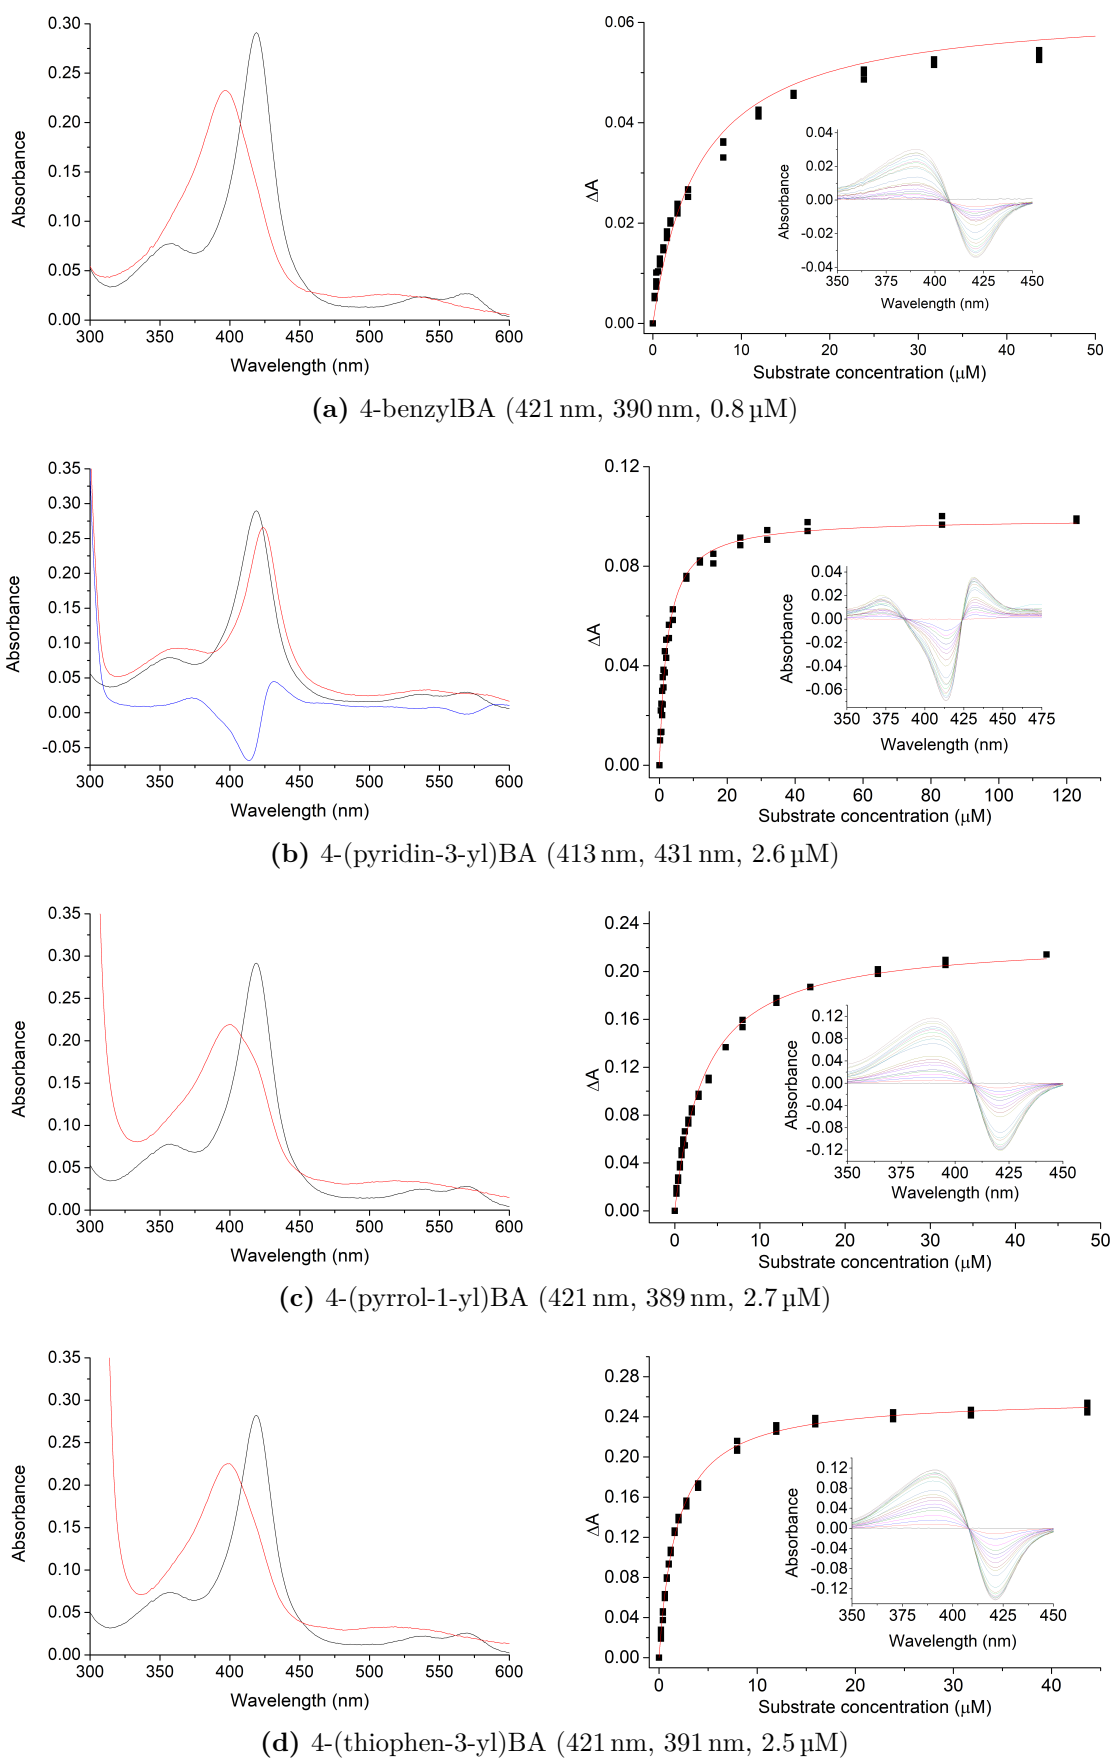 0.30
0.25
0.20
0.15
0.10
0.05
0.00
300 350 400 450 500 550 600
Absorbance
Wavelength (nm)
0.06
0.04
0.02
0.00
0 10 20 30 40 50
ΔA
Substrate concentration (μM)
0.04
0.02
0.00
-0.02
-0.04
350 375 400 425 450
Absorbance
Wavelength (nm)
(a) 4-benzylBA (421 nm, 390 nm, 0.8 µM)
0.35
0.30
0.25
0.20
0.15
0.10
0.05
0.00
-0.05
300 350 400 450 500 550 600
Absorbance
Wavelength (nm)
0.12
0.08
0.04
0.00
0 20 40 60 80 100 120
ΔA
Substrate concentration (μM)
0.04
0.02
0.00
-0.02
-0.04
-0.06
350 375 400 425 450 475
Absorbance
Wavelength (nm)
(b) 4-(pyridin-3-yl)BA (413 nm, 431 nm, 2.6 µM)
0.35
0.30
0.25
0.20
0.15
0.10
0.05
0.00
300 350 400 450 500 550 600
Absorbance
Wavelength (nm)
0.24
0.20
0.16
0.12
0.08
0.04
0.00
0 10 20 30 40 50
ΔA
Substrate concentration (μM)
0.12
0.08
0.04
0.00
-0.04
-0.08
-0.12
350 375 400 425 450
Absorbance
Wavelength (nm)
(c) 4-(pyrrol-1-yl)BA (421 nm, 389 nm, 2.7 µM)
0.35
0.30
0.25
0.20
0.15
0.10
0.05
0.00
300 350 400 450 500 550 600
Absorbance
Wavelength (nm)
0.28
0.24
0.20
0.16
0.12
0.08
0.04
0.00
0 10 20 30 40
ΔA
Substrate concentration (μM)
0.12
0.08
0.04
0.00
-0.04
-0.08
-0.12
350 375 400 425 450
Absorbance
Wavelength (nm)
(d) 4-(thiophen-3-yl)BA (421 nm, 391 nm, 2.5 µM)